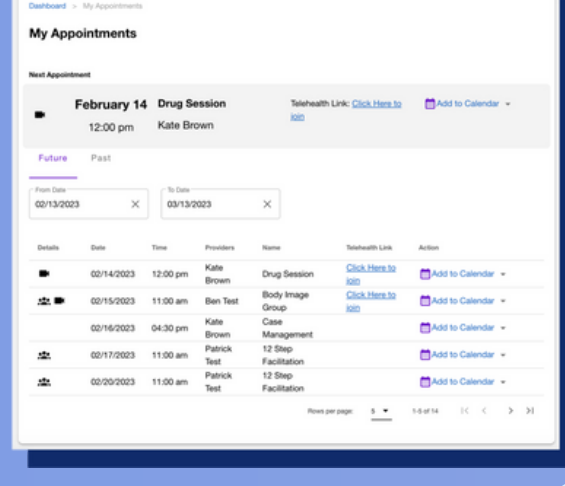 Dashboard > My Appointments
My Appointments
Next Appointment
February 14 Drug Session Telehealth Link: Click Here to join Add to Calendar
12:00 pm Kate Brown
Future Past
From Date To Date
02/13/2023 03/13/2023
Details Date Time Providers Name Telehealth Link Action
02/14/2023 12:00 pm Kate Brown Drug Session Click Here to join Add to Calendar
02/15/2023 11:00 am Ben Test Body Image Group Click Here to join Add to Calendar
02/16/2023 04:30 pm Kate Brown Case Management Add to Calendar
02/17/2023 11:00 am Patrick Test 12 Step Facilitation Add to Calendar
02/20/2023 11:00 am Patrick Test 12 Step Facilitation Add to Calendar
Rows per page: 5 1-5 of 14